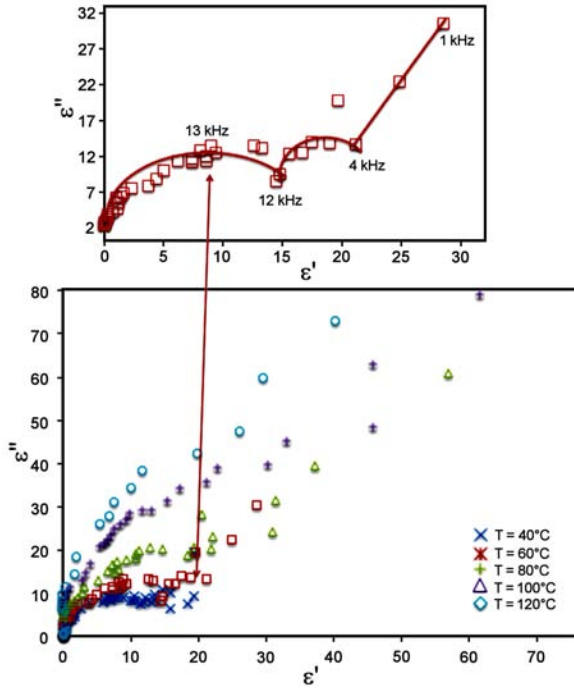 32
27
22
17
12
7
2
ε''
1 kHz
13 kHz
12 kHz
4 kHz
0 5 10 15 20 25 30
ε'
80
70
60
50
40
30
20
10
0
ε''
T = 40°C
T = 60°C
T = 80°C
T = 100°C
T = 120°C
0 10 20 30 40 50 60 70
ε'